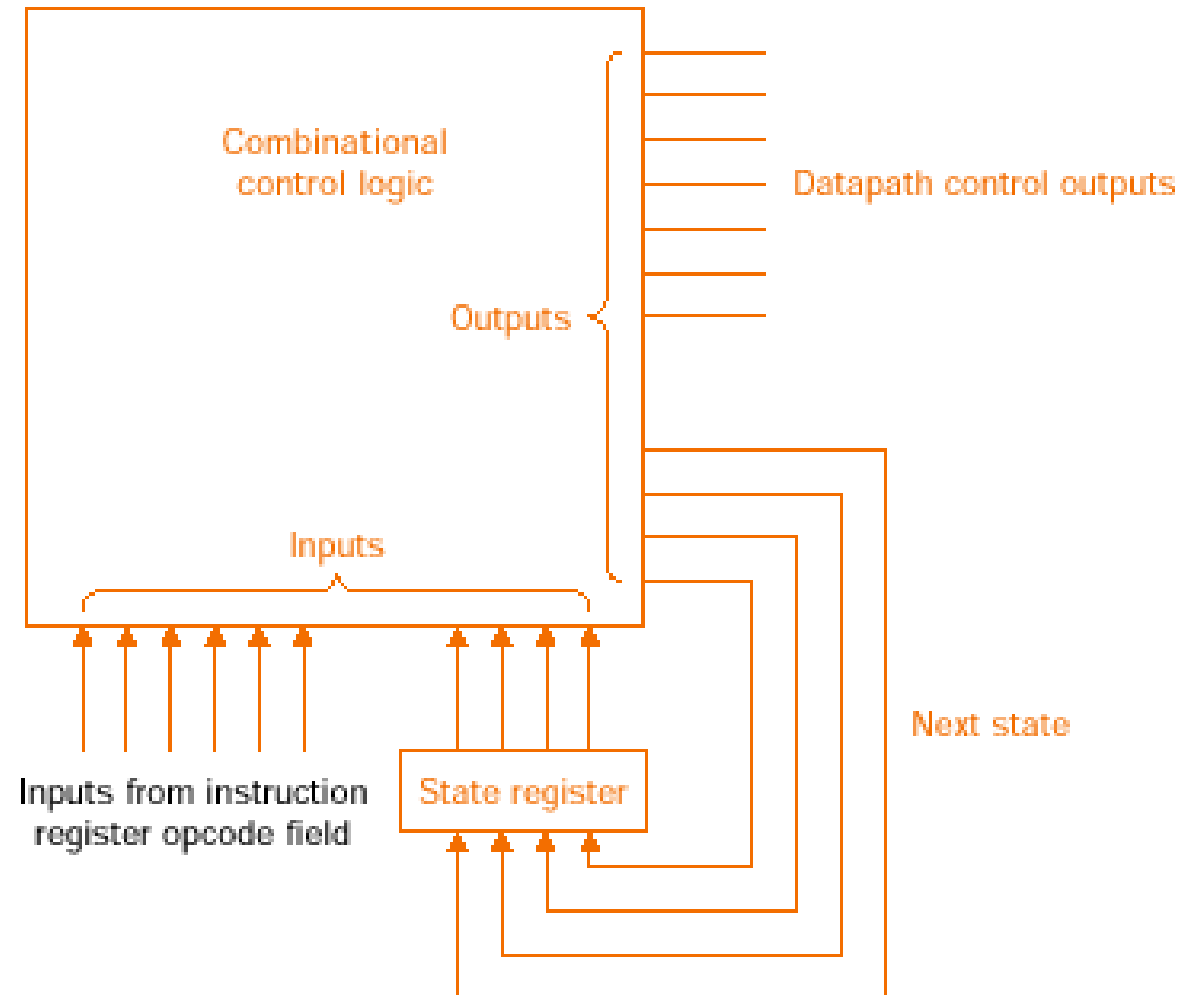 Combinational
control logic
Datapath control outputs
Outputs
Inputs
Next state
Inputs from instruction
register opcode field
State register